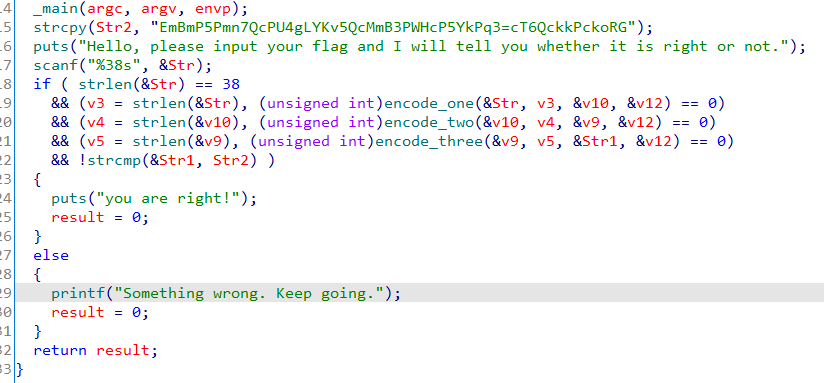 14 _main(argc, argv, envp);
15 strcpy(Str2, "EmBmP5Pmn7QcPU4gLYKv5QcMmB3PWHcP5YkPq3=cT6QckkPckoRG");
16 puts("Hello, please input your flag and I will tell you whether it is right or not.");
17 scanf("%38s", &Str);
18 if ( strlen(&Str) == 38
19 && (v3 = strlen(&Str), (unsigned int)encode_one(&Str, v3, &v10, &v12) == 0)
20 && (v4 = strlen(&v10), (unsigned int)encode_two(&v10, v4, &v9, &v12) == 0)
21 && (v5 = strlen(&v9), (unsigned int)encode_three(&v9, v5, &Str1, &v12) == 0)
22 && !strcmp(&Str1, Str2) )
23 {
24 puts("you are right!");
25 result = 0;
26 }
27 else
28 {
29 printf("Something wrong. Keep going.");
30 result = 0;
31 }
32 return result;
33 }